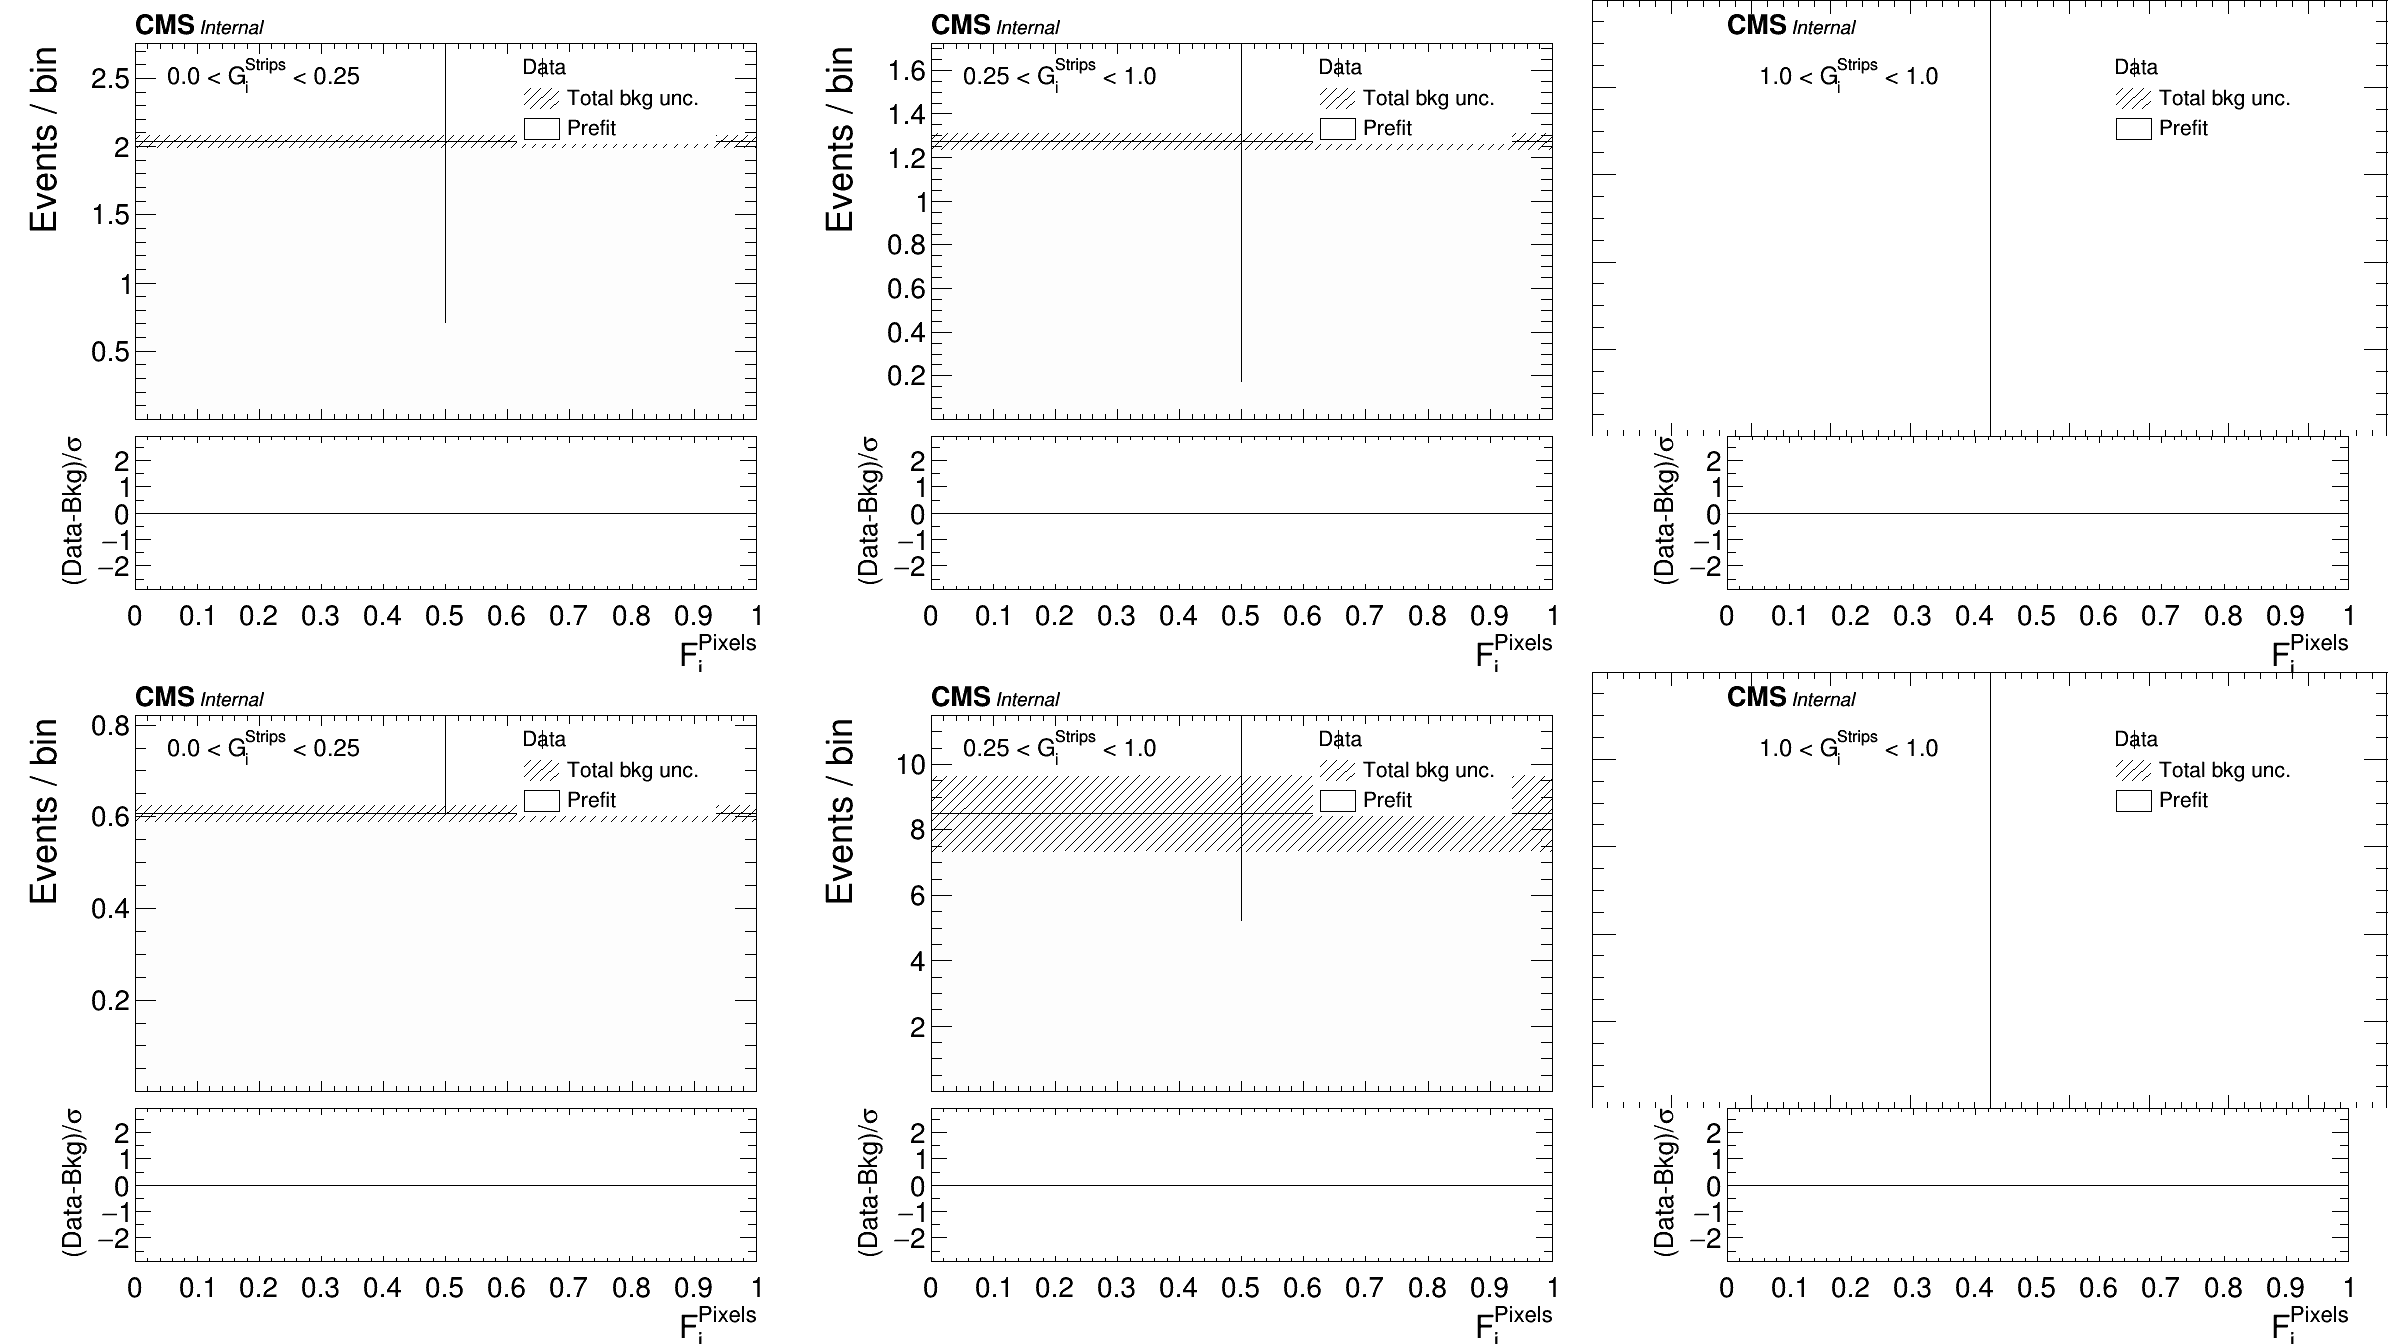 CMS Internal
Events / bin
0.0 < G_i^Strips < 0.25
Data
Total bkg unc.
Prefit
2.5
2
1.5
1
0.5
(Data-Bkg)/σ
2
1
0
−1
−2
0 0.1 0.2 0.3 0.4 0.5 0.6 0.7 0.8 0.9 1
F_i^Pixels
CMS Internal
Events / bin
0.25 < G_i^Strips < 1.0
Data
Total bkg unc.
Prefit
1.6
1.4
1.2
1
0.8
0.6
0.4
0.2
(Data-Bkg)/σ
2
1
0
−1
−2
0 0.1 0.2 0.3 0.4 0.5 0.6 0.7 0.8 0.9 1
F_i^Pixels
CMS Internal
1.0 < G_i^Strips < 1.0
Data
Total bkg unc.
Prefit
(Data-Bkg)/σ
2
1
0
−1
−2
0 0.1 0.2 0.3 0.4 0.5 0.6 0.7 0.8 0.9 1
F_i^Pixels
CMS Internal
Events / bin
0.0 < G_i^Strips < 0.25
Data
Total bkg unc.
Prefit
0.8
0.6
0.4
0.2
(Data-Bkg)/σ
2
1
0
−1
−2
0 0.1 0.2 0.3 0.4 0.5 0.6 0.7 0.8 0.9 1
F_i^Pixels
CMS Internal
Events / bin
0.25 < G_i^Strips < 1.0
Data
Total bkg unc.
Prefit
10
8
6
4
2
(Data-Bkg)/σ
2
1
0
−1
−2
0 0.1 0.2 0.3 0.4 0.5 0.6 0.7 0.8 0.9 1
F_i^Pixels
CMS Internal
1.0 < G_i^Strips < 1.0
Data
Total bkg unc.
Prefit
(Data-Bkg)/σ
2
1
0
−1
−2
0 0.1 0.2 0.3 0.4 0.5 0.6 0.7 0.8 0.9 1
F_i^Pixels